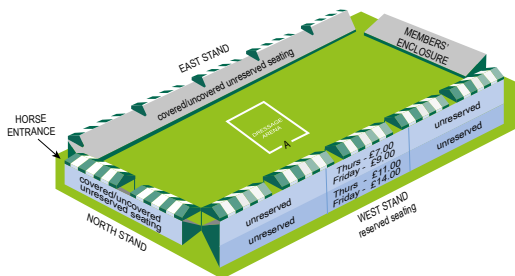 EAST STAND
MEMBERS'
ENCLOSURE
covered/uncovered unreserved seating
HORSE
ENTRANCE
DRESSAGE
ARENA
A
unreserved
unreserved
Thurs - £7.00
Friday - £9.00
Thurs - £11.00
Friday - £14.00
covered/uncovered
unreserved seating
unreserved
unreserved
NORTH STAND
WEST STAND
reserved seating